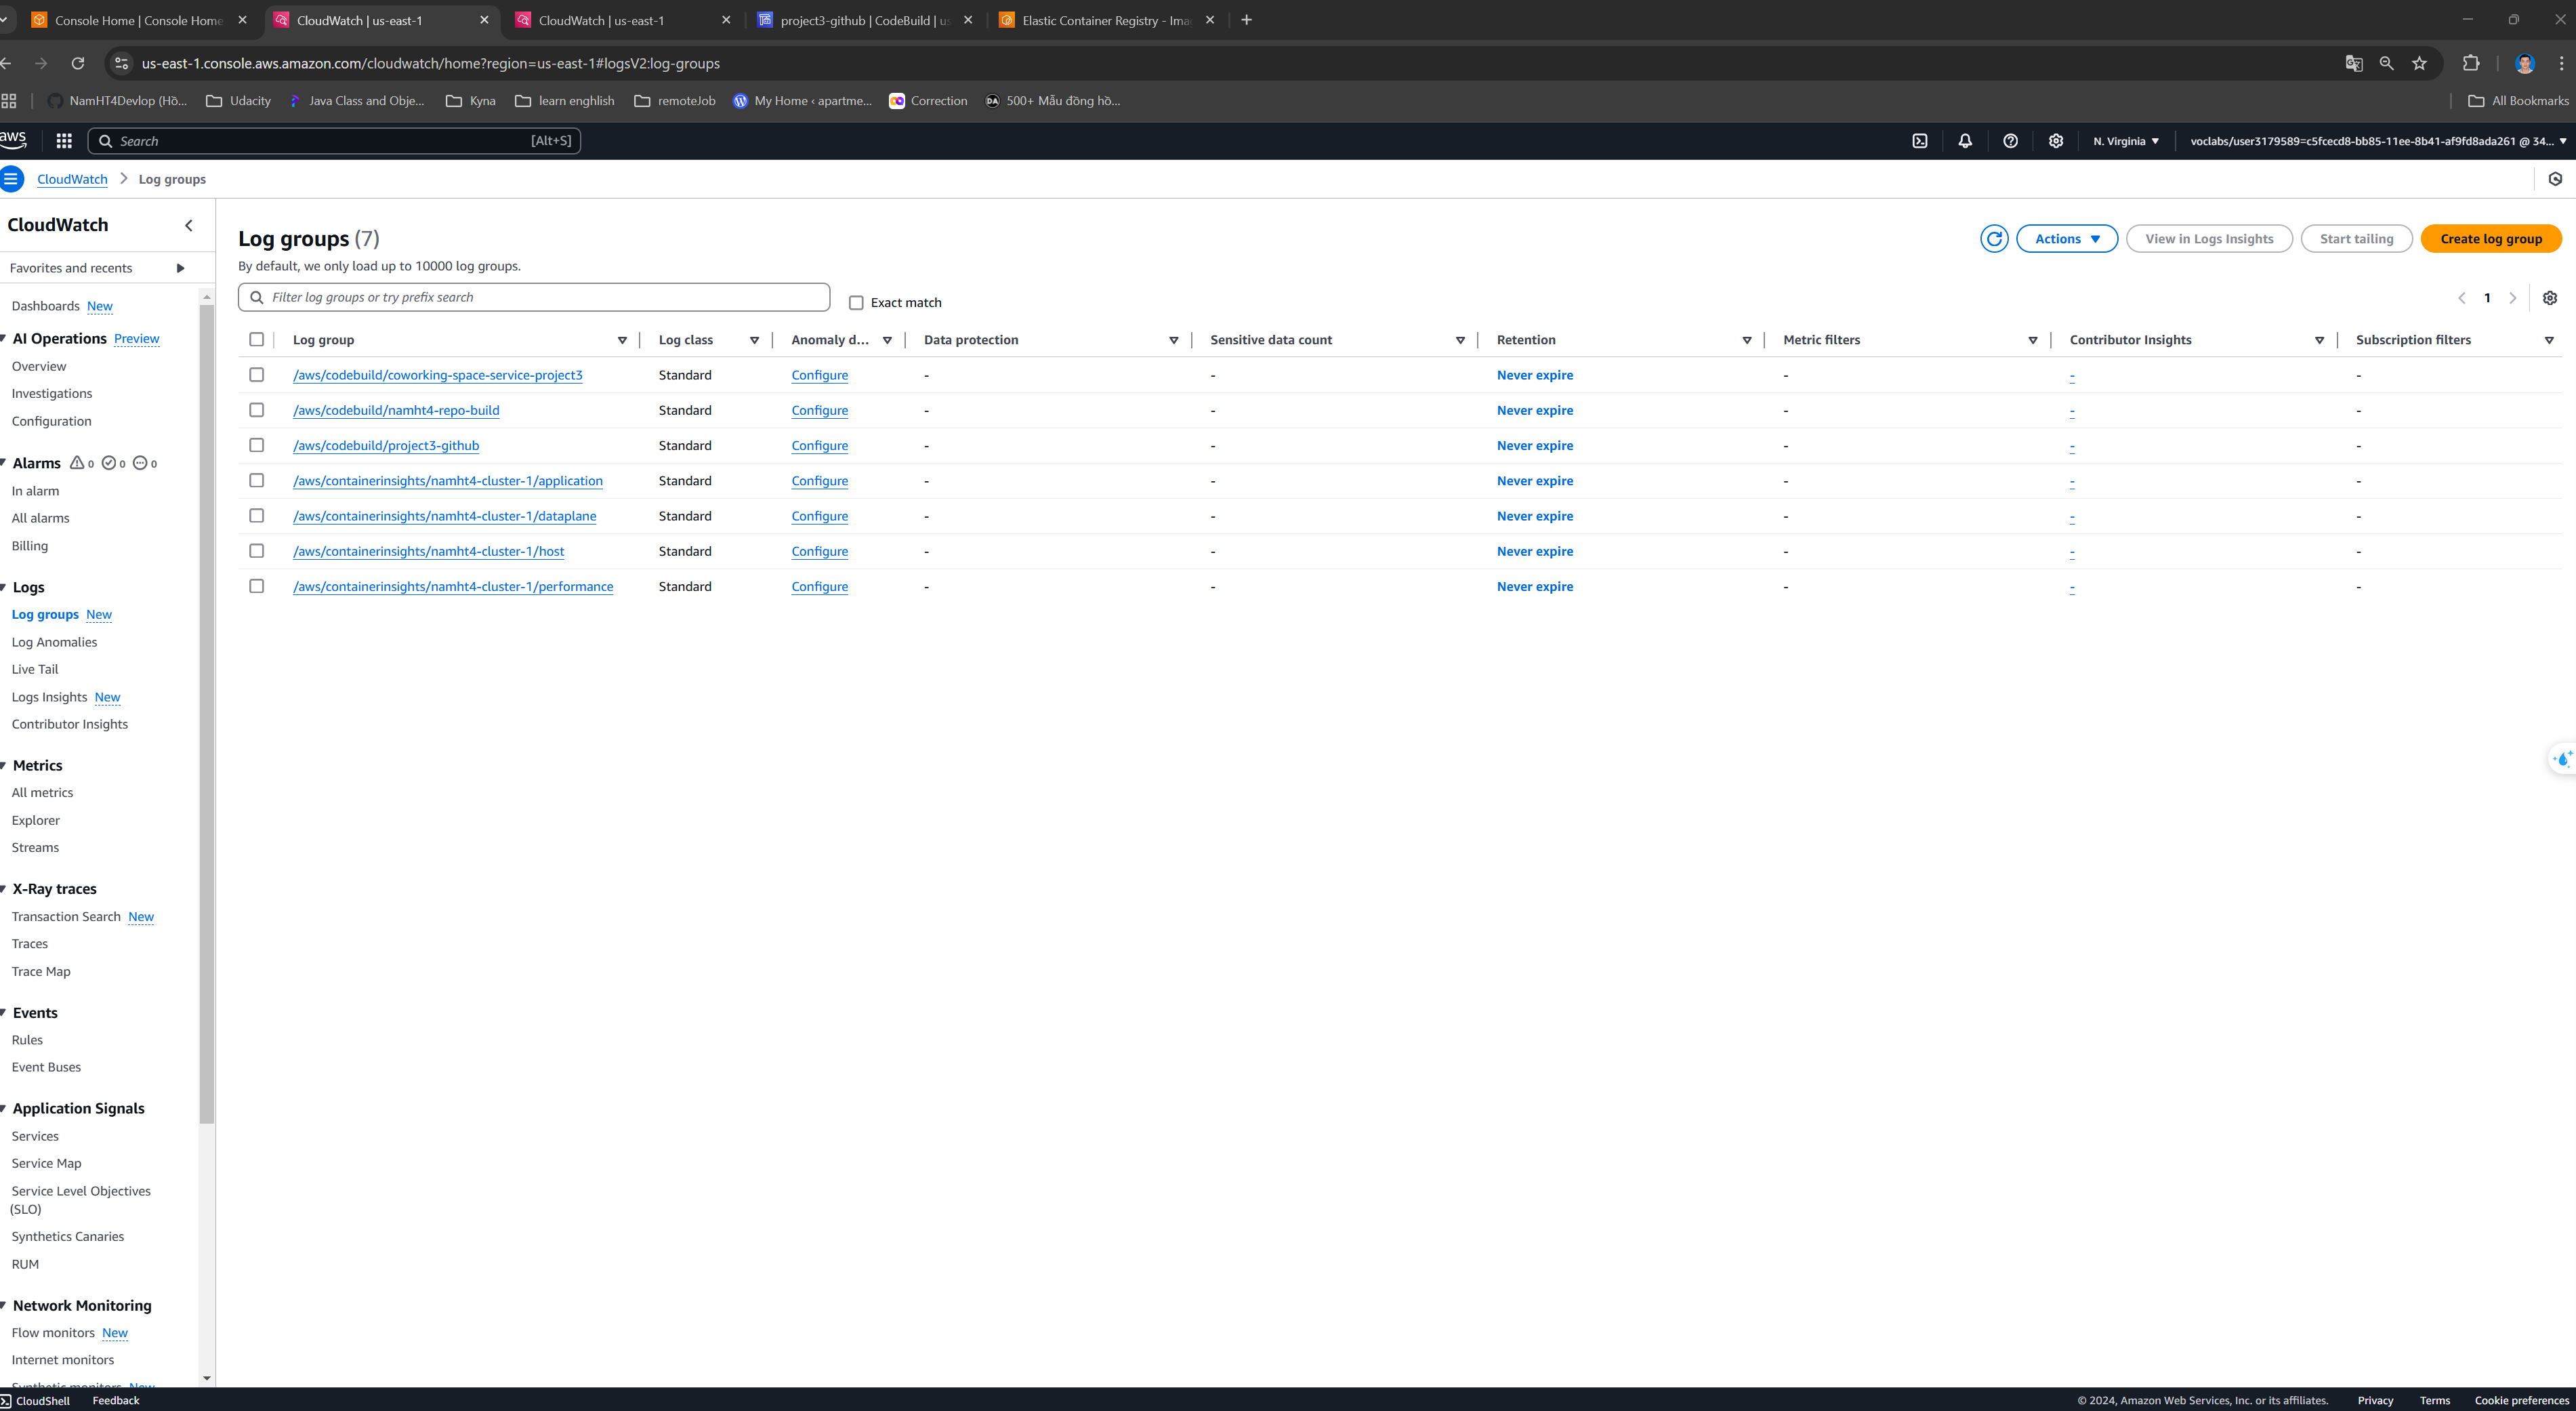 Console Home | Console Home
CloudWatch | us-east-1
CloudWatch | us-east-1
project3-github | CodeBuild | us
Elastic Container Registry - Ima
us-east-1.console.aws.amazon.com/cloudwatch/home?region=us-east-1#logsV2:log-groups
NamHT4Devlop (Hồ...
Udacity
Java Class and Obje...
Kyna
learn enghlish
remoteJob
My Home ‹ apartme...
Correction
DA
500+ Mẫu đồng hồ...
All Bookmarks
aws
Search
[Alt+S]
N. Virginia
voclabs/user3179589=c5fcecd8-bb85-11ee-8b41-af9fd8ada261 @ 34...
CloudWatch
Log groups
CloudWatch
Favorites and recents
Dashboards New
AI Operations Preview
Overview
Investigations
Configuration
Alarms 0 0 0
In alarm
All alarms
Billing
Logs
Log groups New
Log Anomalies
Live Tail
Logs Insights New
Contributor Insights
Metrics
All metrics
Explorer
Streams
X-Ray traces
Transaction Search New
Traces
Trace Map
Events
Rules
Event Buses
Application Signals
Services
Service Map
Service Level Objectives
(SLO)
Synthetics Canaries
RUM
Network Monitoring
Flow monitors New
Internet monitors
Synthetic monitors New
Log groups (7)
By default, we only load up to 10000 log groups.
Actions
View in Logs Insights
Start tailing
Create log group
Filter log groups or try prefix search
Exact match
1
Log group Log class Anomaly d... Data protection Sensitive data count Retention Metric filters Contributor Insights Subscription filters
/aws/codebuild/coworking-space-service-project3 Standard Configure - - Never expire - - -
/aws/codebuild/namht4-repo-build Standard Configure - - Never expire - - -
/aws/codebuild/project3-github Standard Configure - - Never expire - - -
/aws/containerinsights/namht4-cluster-1/application Standard Configure - - Never expire - - -
/aws/containerinsights/namht4-cluster-1/dataplane Standard Configure - - Never expire - - -
/aws/containerinsights/namht4-cluster-1/host Standard Configure - - Never expire - - -
/aws/containerinsights/namht4-cluster-1/performance Standard Configure - - Never expire - - -
CloudShell
Feedback
© 2024, Amazon Web Services, Inc. or its affiliates.
Privacy
Terms
Cookie preferences